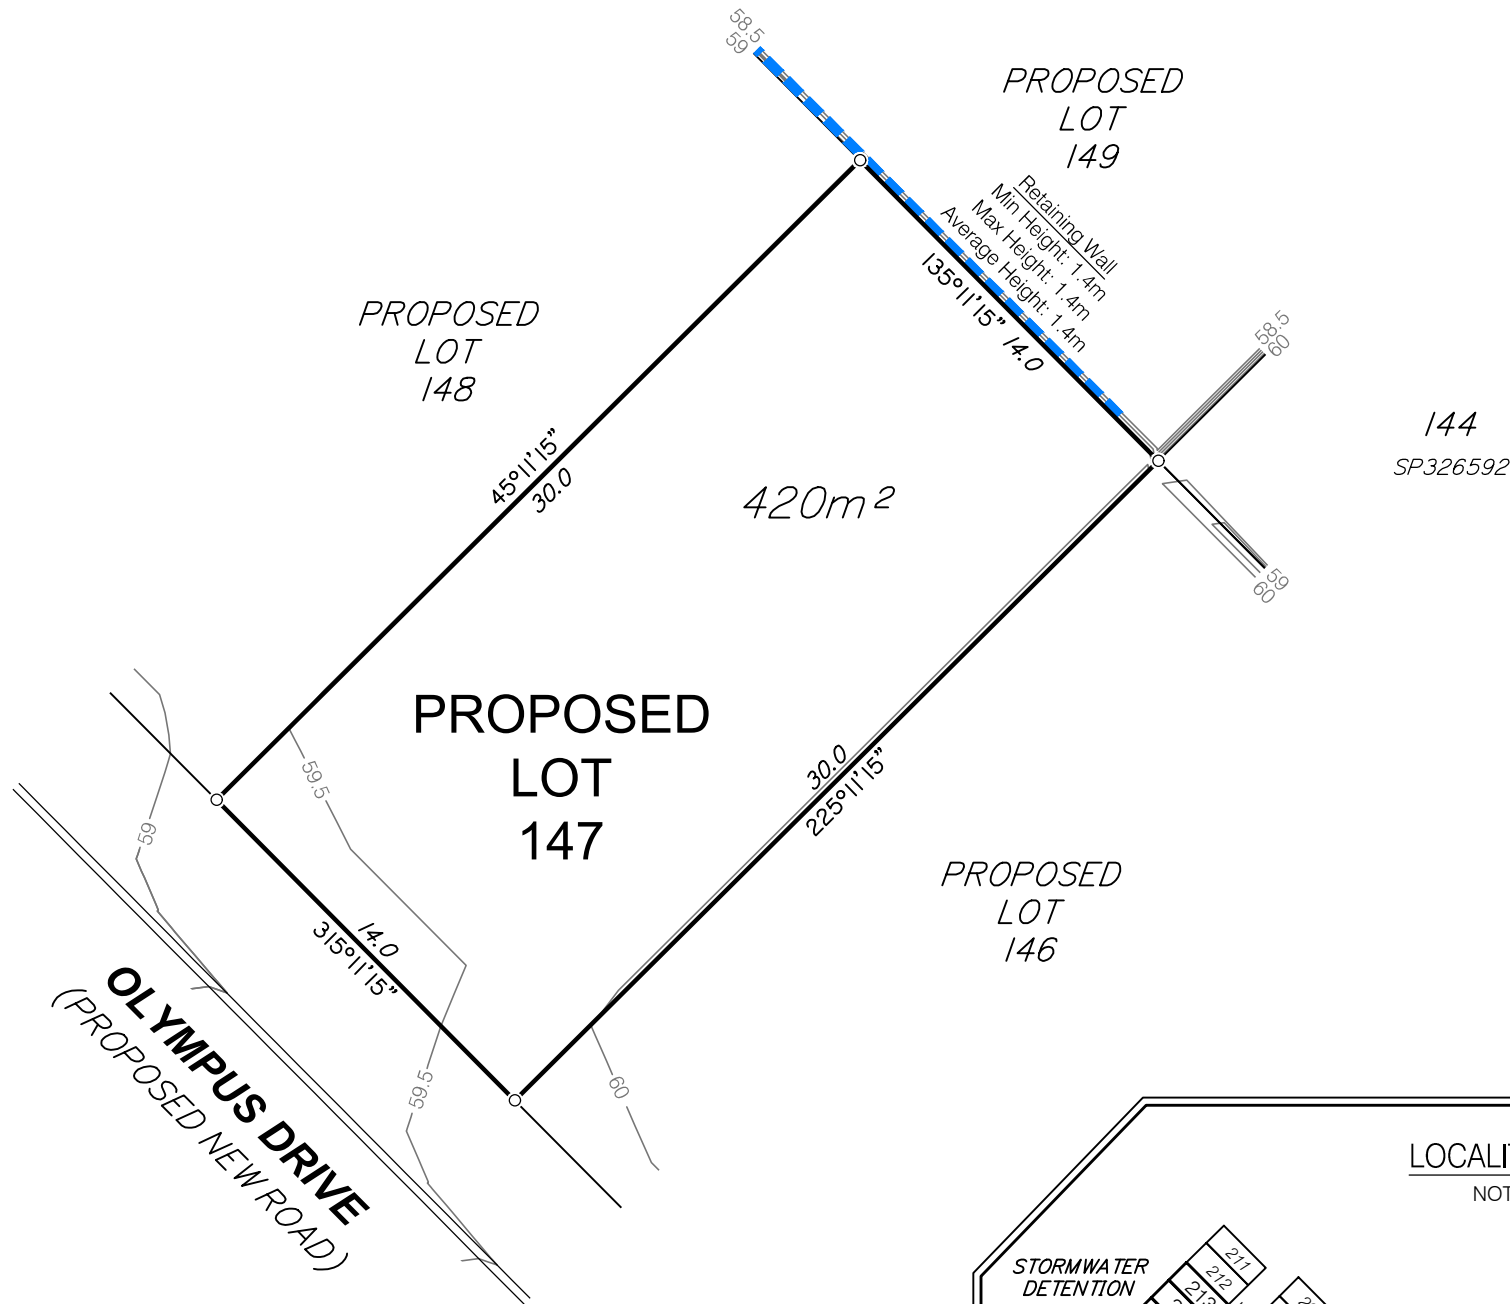 58.5
59
PROPOSED
LOT
149
Retaining Wall
Min Height: 1.4m
Max Height: 1.4m
Average Height: 1.4m
135°11'15" 14.0
PROPOSED
LOT
148
58.5
60
144
SP326592
45°11'15"
30.0
420m²
59
60
PROPOSED
LOT
147
59.5
59
30.0
225°11'15"
PROPOSED
LOT
146
14.0
315°11'15"
OLYMPUS DRIVE
(PROPOSED NEW ROAD)
59.5
60
NOT
STORMWATER
DETENTION
211
212
213